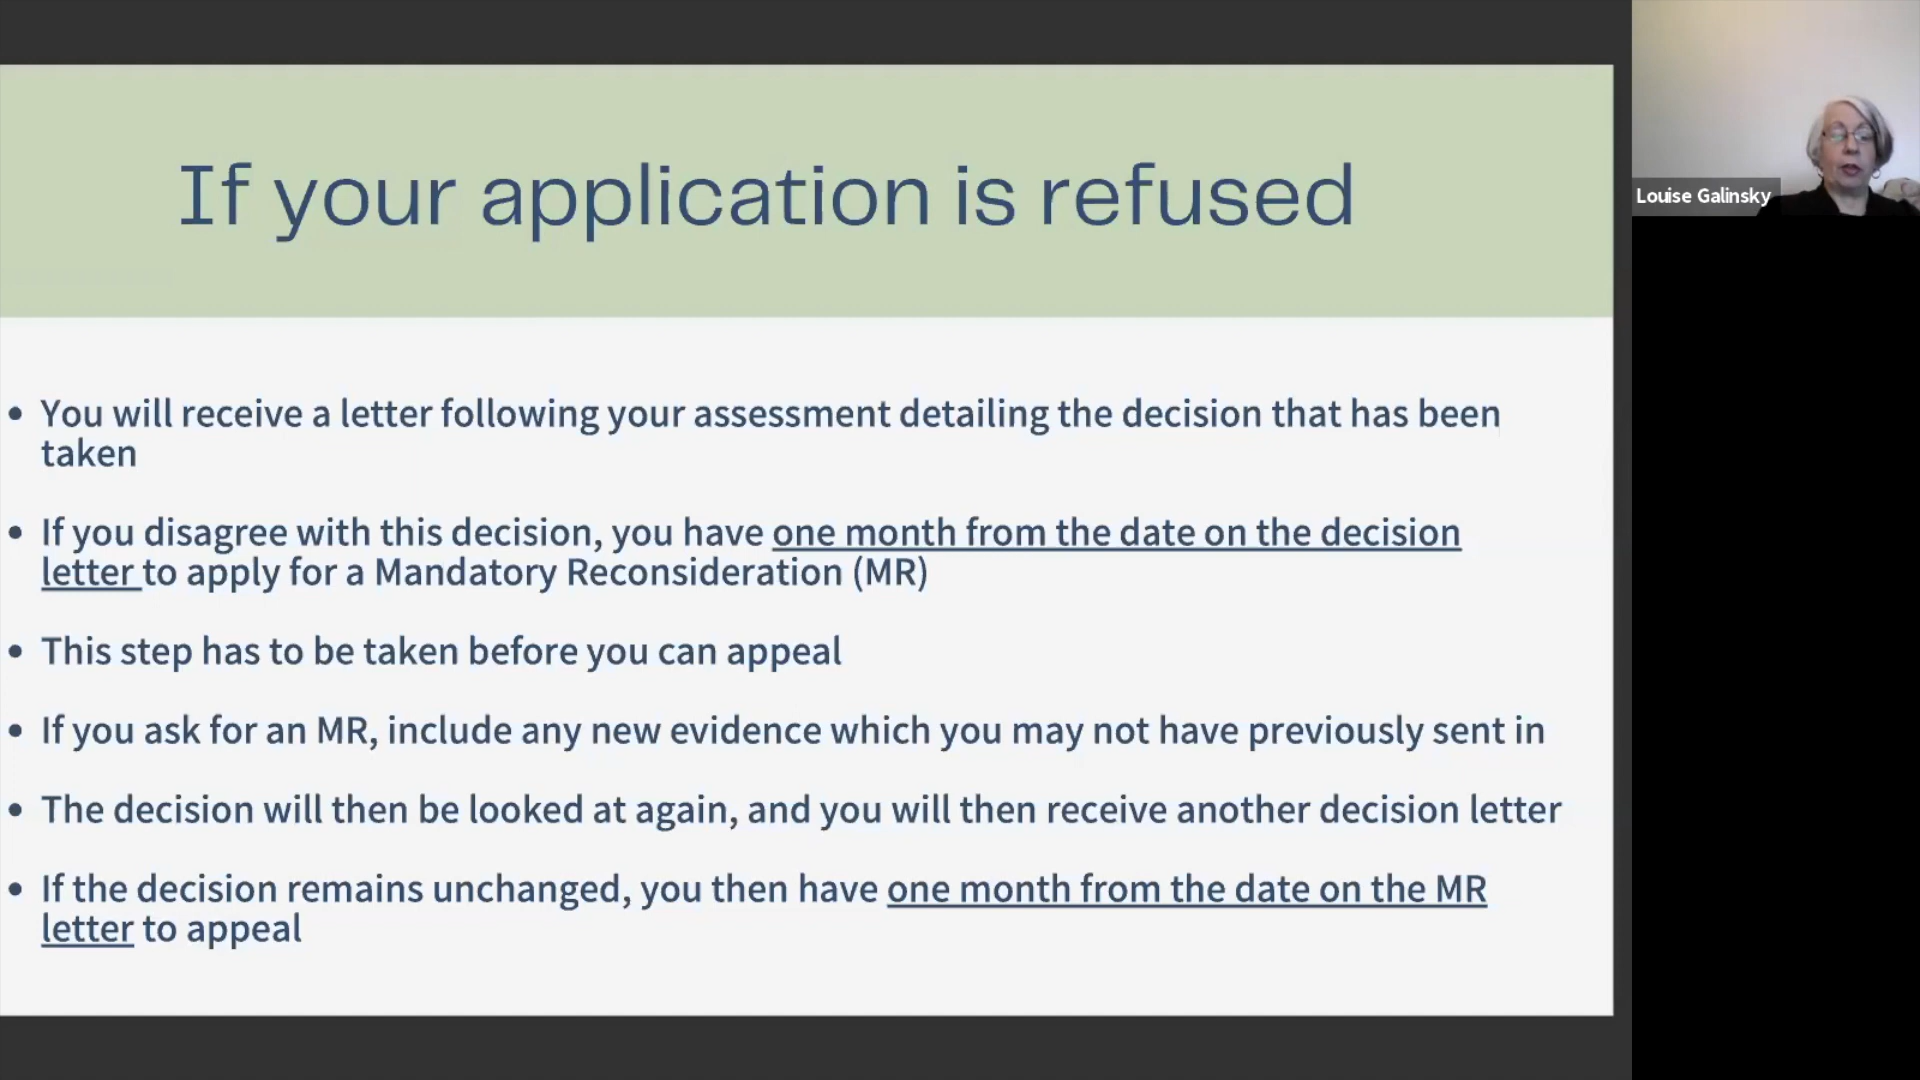 If your application is refused
• You will receive a letter following your assessment detailing the decision that has been
taken
• If you disagree with this decision, you have one month from the date on the decision
letter to apply for a Mandatory Reconsideration (MR)
• This step has to be taken before you can appeal
• If you ask for an MR, include any new evidence which you may not have previously sent in
• The decision will then be looked at again, and you will then receive another decision letter
• If the decision remains unchanged, you then have one month from the date on the MR
letter to appeal
Louise Galinsky